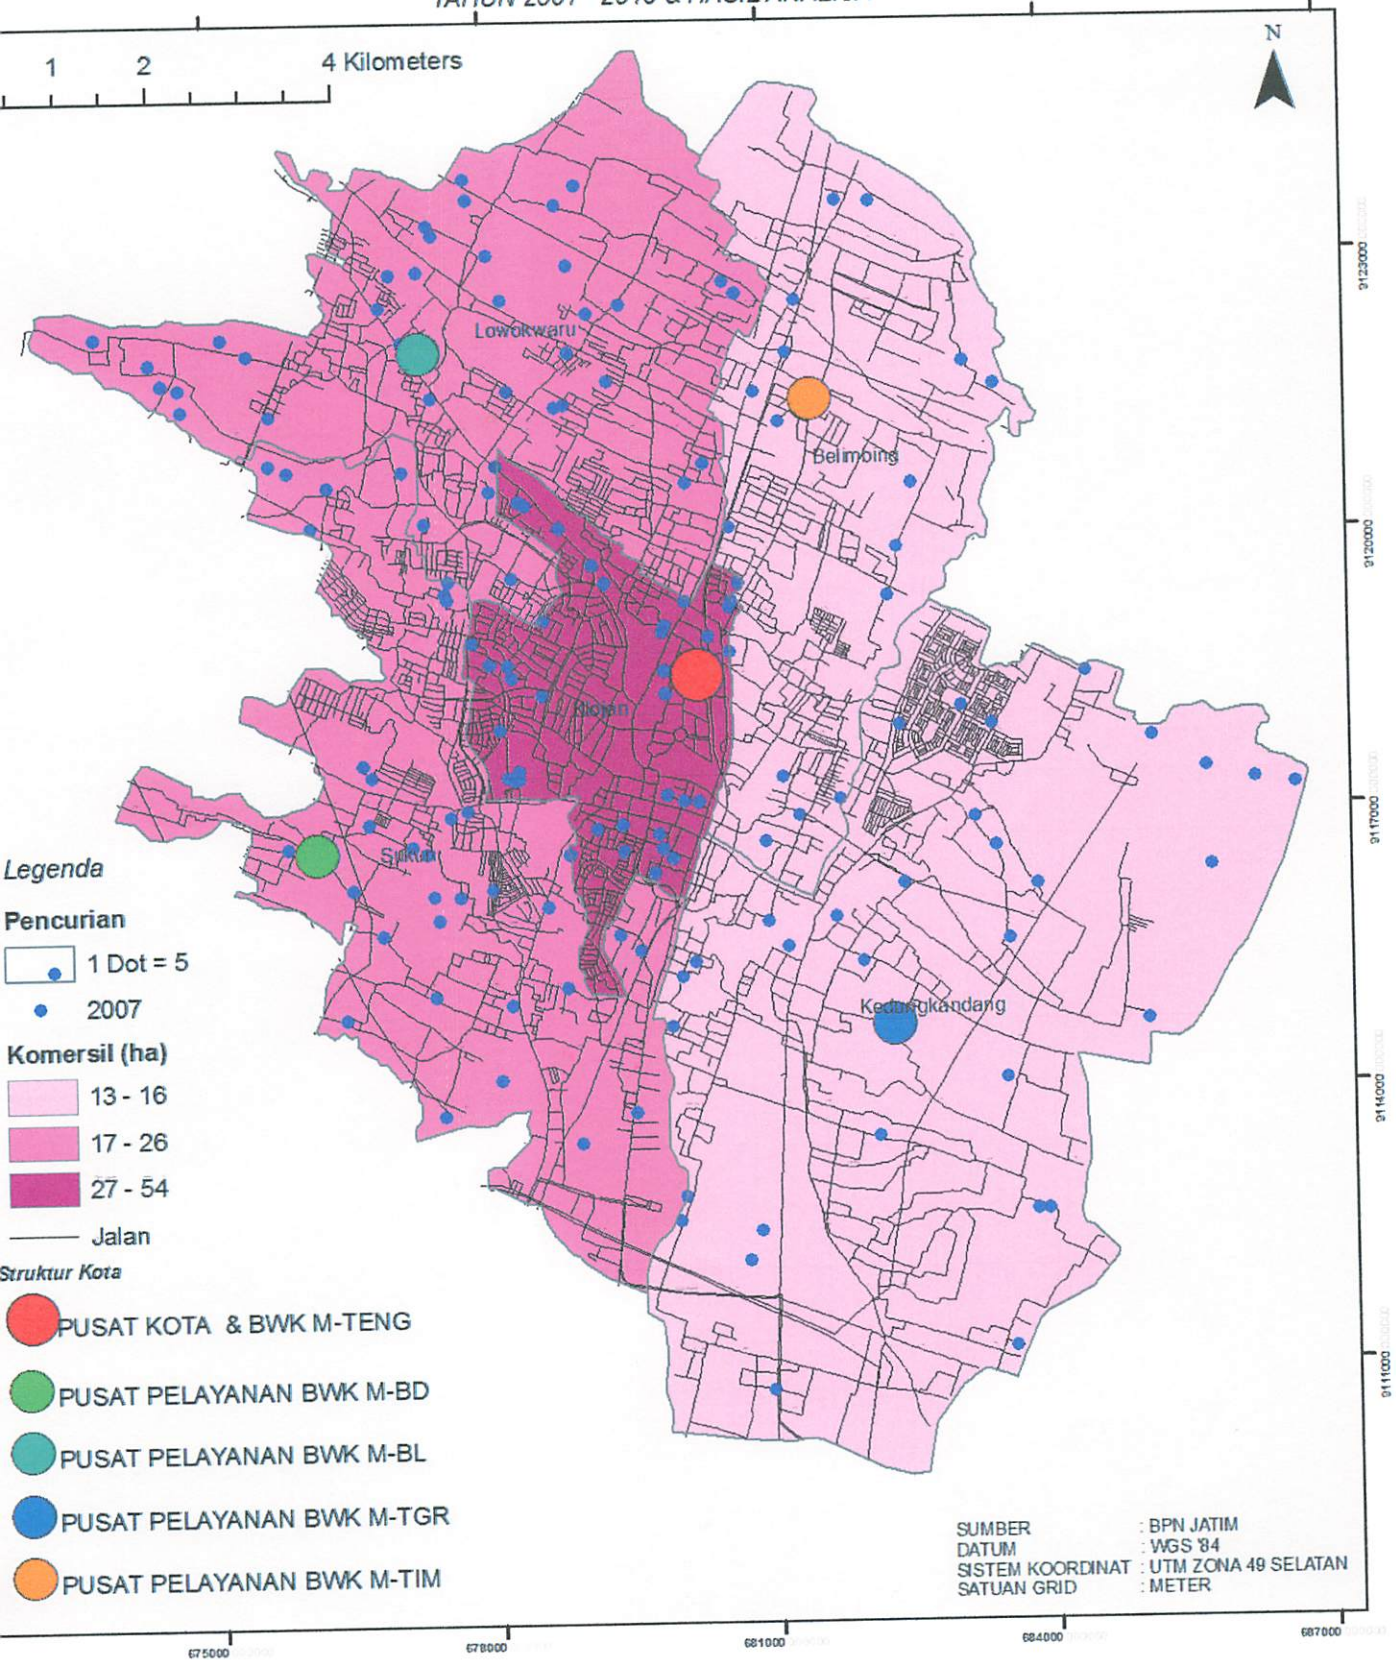 1 2 4 Kilometers
N
Lowokwaru
Belimbing
Klojan
Sukun
Kedungkandang
9123000
9120000
9117000
9114000
9111000
Legenda
Pencurian
1 Dot = 5
2007
Komersil (ha)
13 - 16
17 - 26
27 - 54
Jalan
Struktur Kota
PUSAT KOTA & BWK M-TENG
PUSAT PELAYANAN BWK M-BD
PUSAT PELAYANAN BWK M-BL
PUSAT PELAYANAN BWK M-TGR
PUSAT PELAYANAN BWK M-TIM
SUMBER : BPN JATIM
DATUM : WGS '84
SISTEM KOORDINAT : UTM ZONA 49 SELATAN
SATUAN GRID : METER
675000 678000 681000 684000 687000